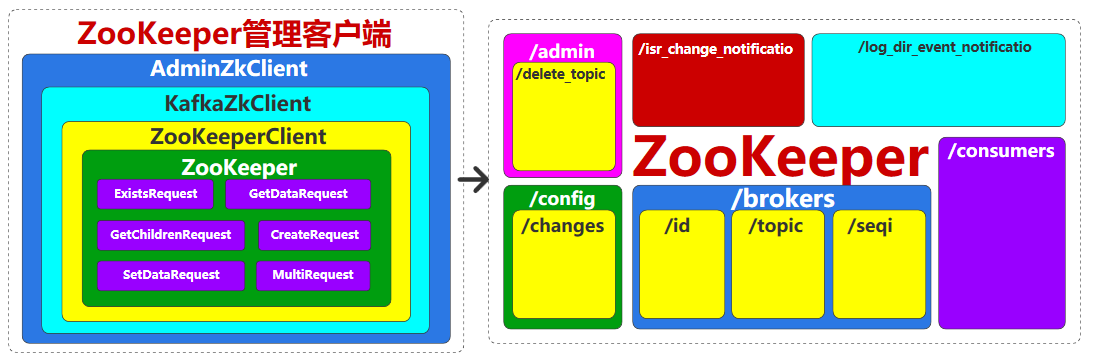 ZooKeeper管理客户端
AdminZkClient
KafkaZkClient
ZooKeeperClient
ZooKeeper
ExistsRequest
GetDataRequest
GetChildrenRequest
CreateRequest
SetDataRequest
MultiRequest
/admin
/delete_topic
/isr_change_notificatio
/log_dir_event_notificatio
ZooKeeper
/consumers
/config
/changes
/brokers
/id
/topic
/seqi